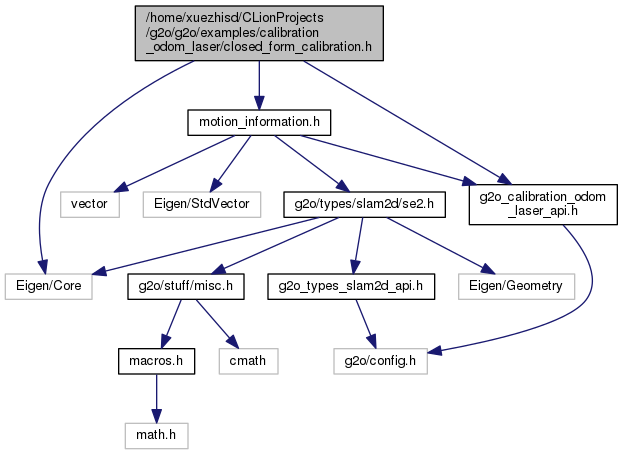 /home/xuezhisd/CLionProjects
/g2o/g2o/examples/calibration
_odom_laser/closed_form_calibration.h
motion_information.h
vector
Eigen/StdVector
g2o/types/slam2d/se2.h
g2o_calibration_odom
_laser_api.h
Eigen/Core
g2o/stuff/misc.h
g2o_types_slam2d_api.h
Eigen/Geometry
macros.h
cmath
g2o/config.h
math.h